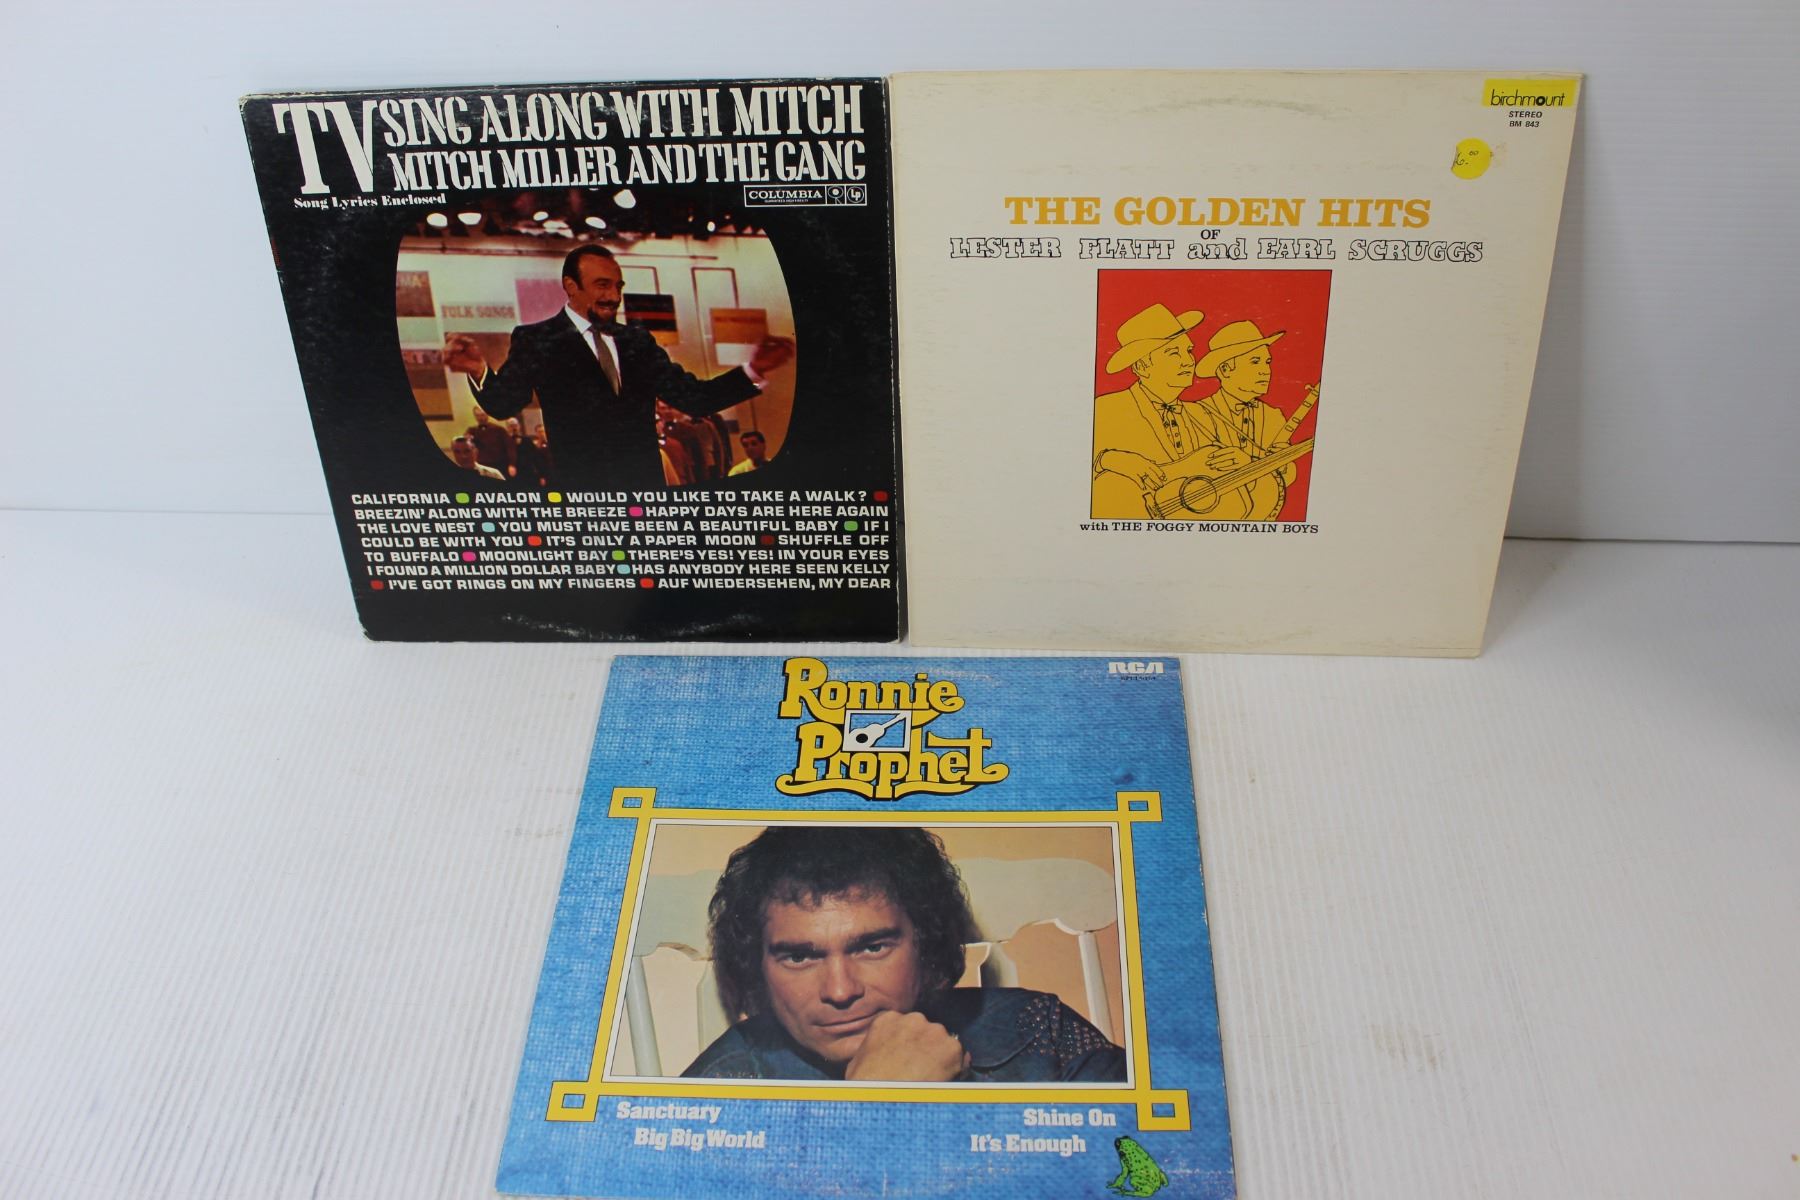 TV SING ALONG WITH MITCH
MITCH MILLER AND THE GANG
Song Lyrics Enclosed
COLUMBIA
LP
FOLK SONGS
CALIFORNIA AVALON WOULD YOU LIKE TO TAKE A WALK?
BREEZIN' ALONG WITH THE BREEZE HAPPY DAYS ARE HERE AGAIN
THE LOVE NEST YOU MUST HAVE BEEN A BEAUTIFUL BABY IF I
COULD BE WITH YOU IT'S ONLY A PAPER MOON SHUFFLE OFF
TO BUFFALO MOONLIGHT BAY THERE'S YES! YES! IN YOUR EYES
I FOUND A MILLION DOLLAR BABY HAS ANYBODY HERE SEEN KELLY
I'VE GOT RINGS ON MY FINGERS AUF WIEDERSEHEN, MY DEAR
birchmount
STEREO
BM 843
THE GOLDEN HITS
OF
LESTER FLATT and EARL SCRUGGS
with THE FOGGY MOUNTAIN BOYS
RCA
Ronnie
Prophet
Sanctuary
Big Big World
Shine On
It's Enough